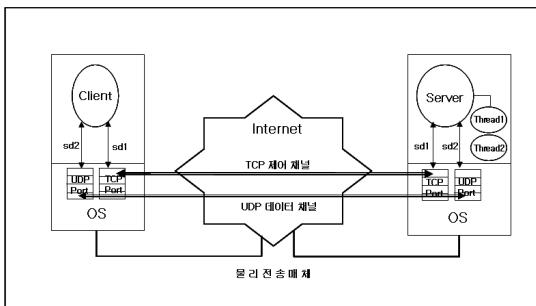 Client
Server
Thread1
Thread2
Internet
sd2
sd1
sd1
sd2
TCP 제어 채널
UDP
Port
TCP
Port
TCP
Port
UDP
Port
UDP 데이터 채널
OS
OS
물리 전송매체